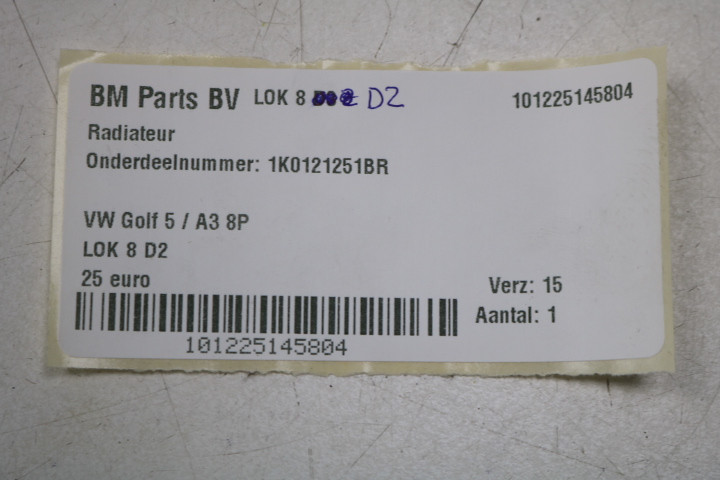 BM Parts BV LOK 8 D2 101225145804
Radiateur
Onderdeelnummer: 1K0121251BR
VW Golf 5 / A3 8P
LOK 8 D2
25 euro
Verz: 15
Aantal: 1
101225145804